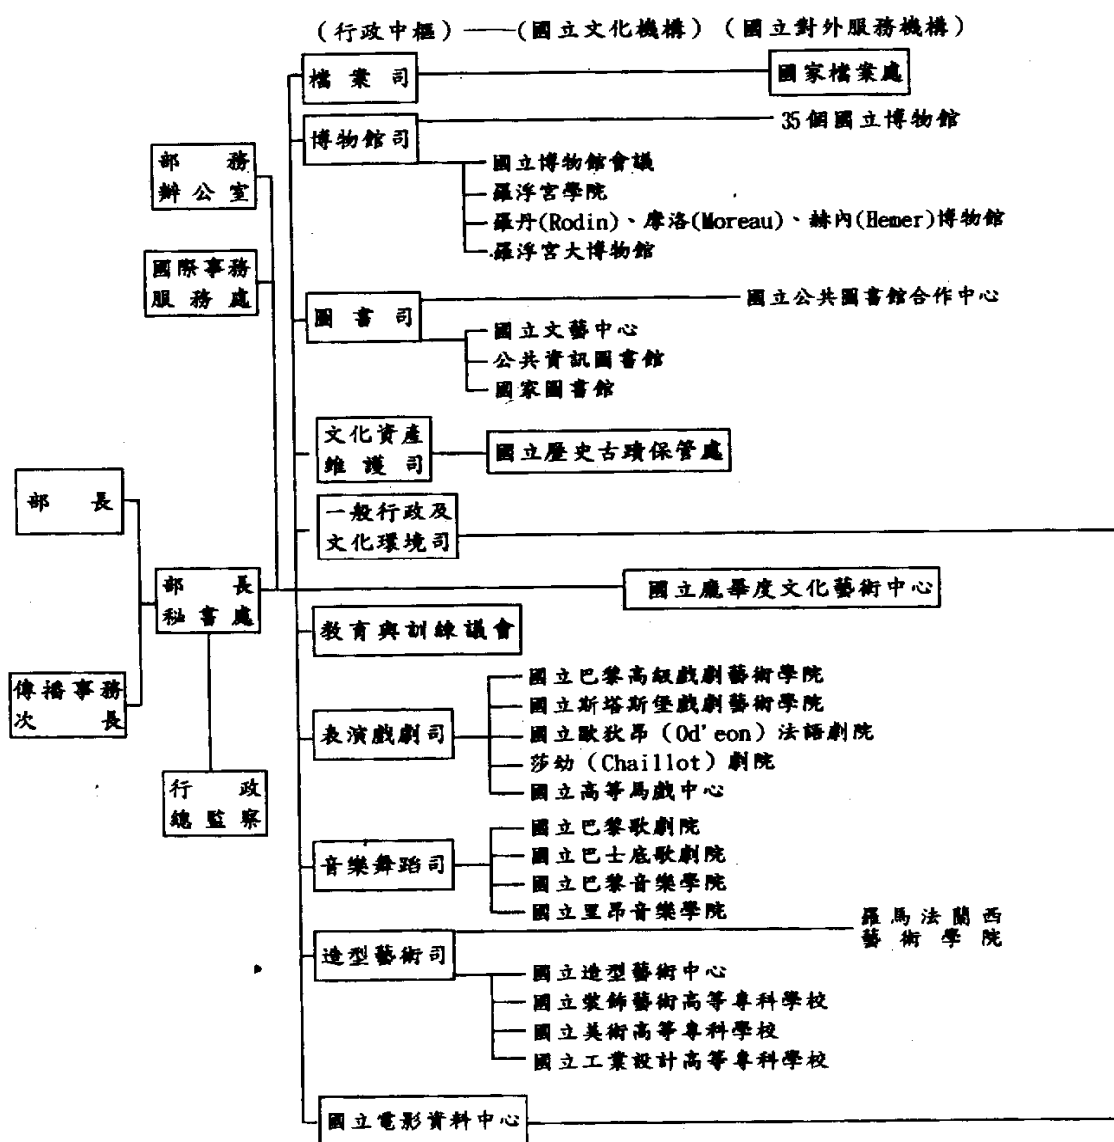 (行政中樞)——(國立文化機構)(國立對外服務機構)
檔案司
國家檔案處
博物館司
35個國立博物館
國立博物館會議
羅浮宮學院
羅丹(Rodin)、摩洛(Moreau)、赫內(Hemer)博物館
羅浮宮大博物館
部務
辦公室
國際事務
服務處
圖書司
國立公共圖書館合作中心
國立文藝中心
公共資訊圖書館
國家圖書館
文化資產
維護司
國立歷史古蹟保管處
部長
一般行政及
文化環境司
部長
秘書處
國立龐畢度文化藝術中心
教育與訓練議會
傳播事務
次長
行政
總監察
表演戲劇司
國立巴黎高級戲劇藝術學院
國立斯塔斯堡戲劇藝術學院
國立歐狄昂(Od'eon)法語劇院
莎幼(Chaillot)劇院
國立高等馬戲中心
音樂舞蹈司
國立巴黎歌劇院
國立巴士底歌劇院
國立巴黎音樂學院
國立里昂音樂學院
造型藝術司
羅馬法蘭西
藝術學院
國立造型藝術中心
國立裝飾藝術高等專科學校
國立美術高等專科學校
國立工業設計高等專科學校
國立電影資料中心